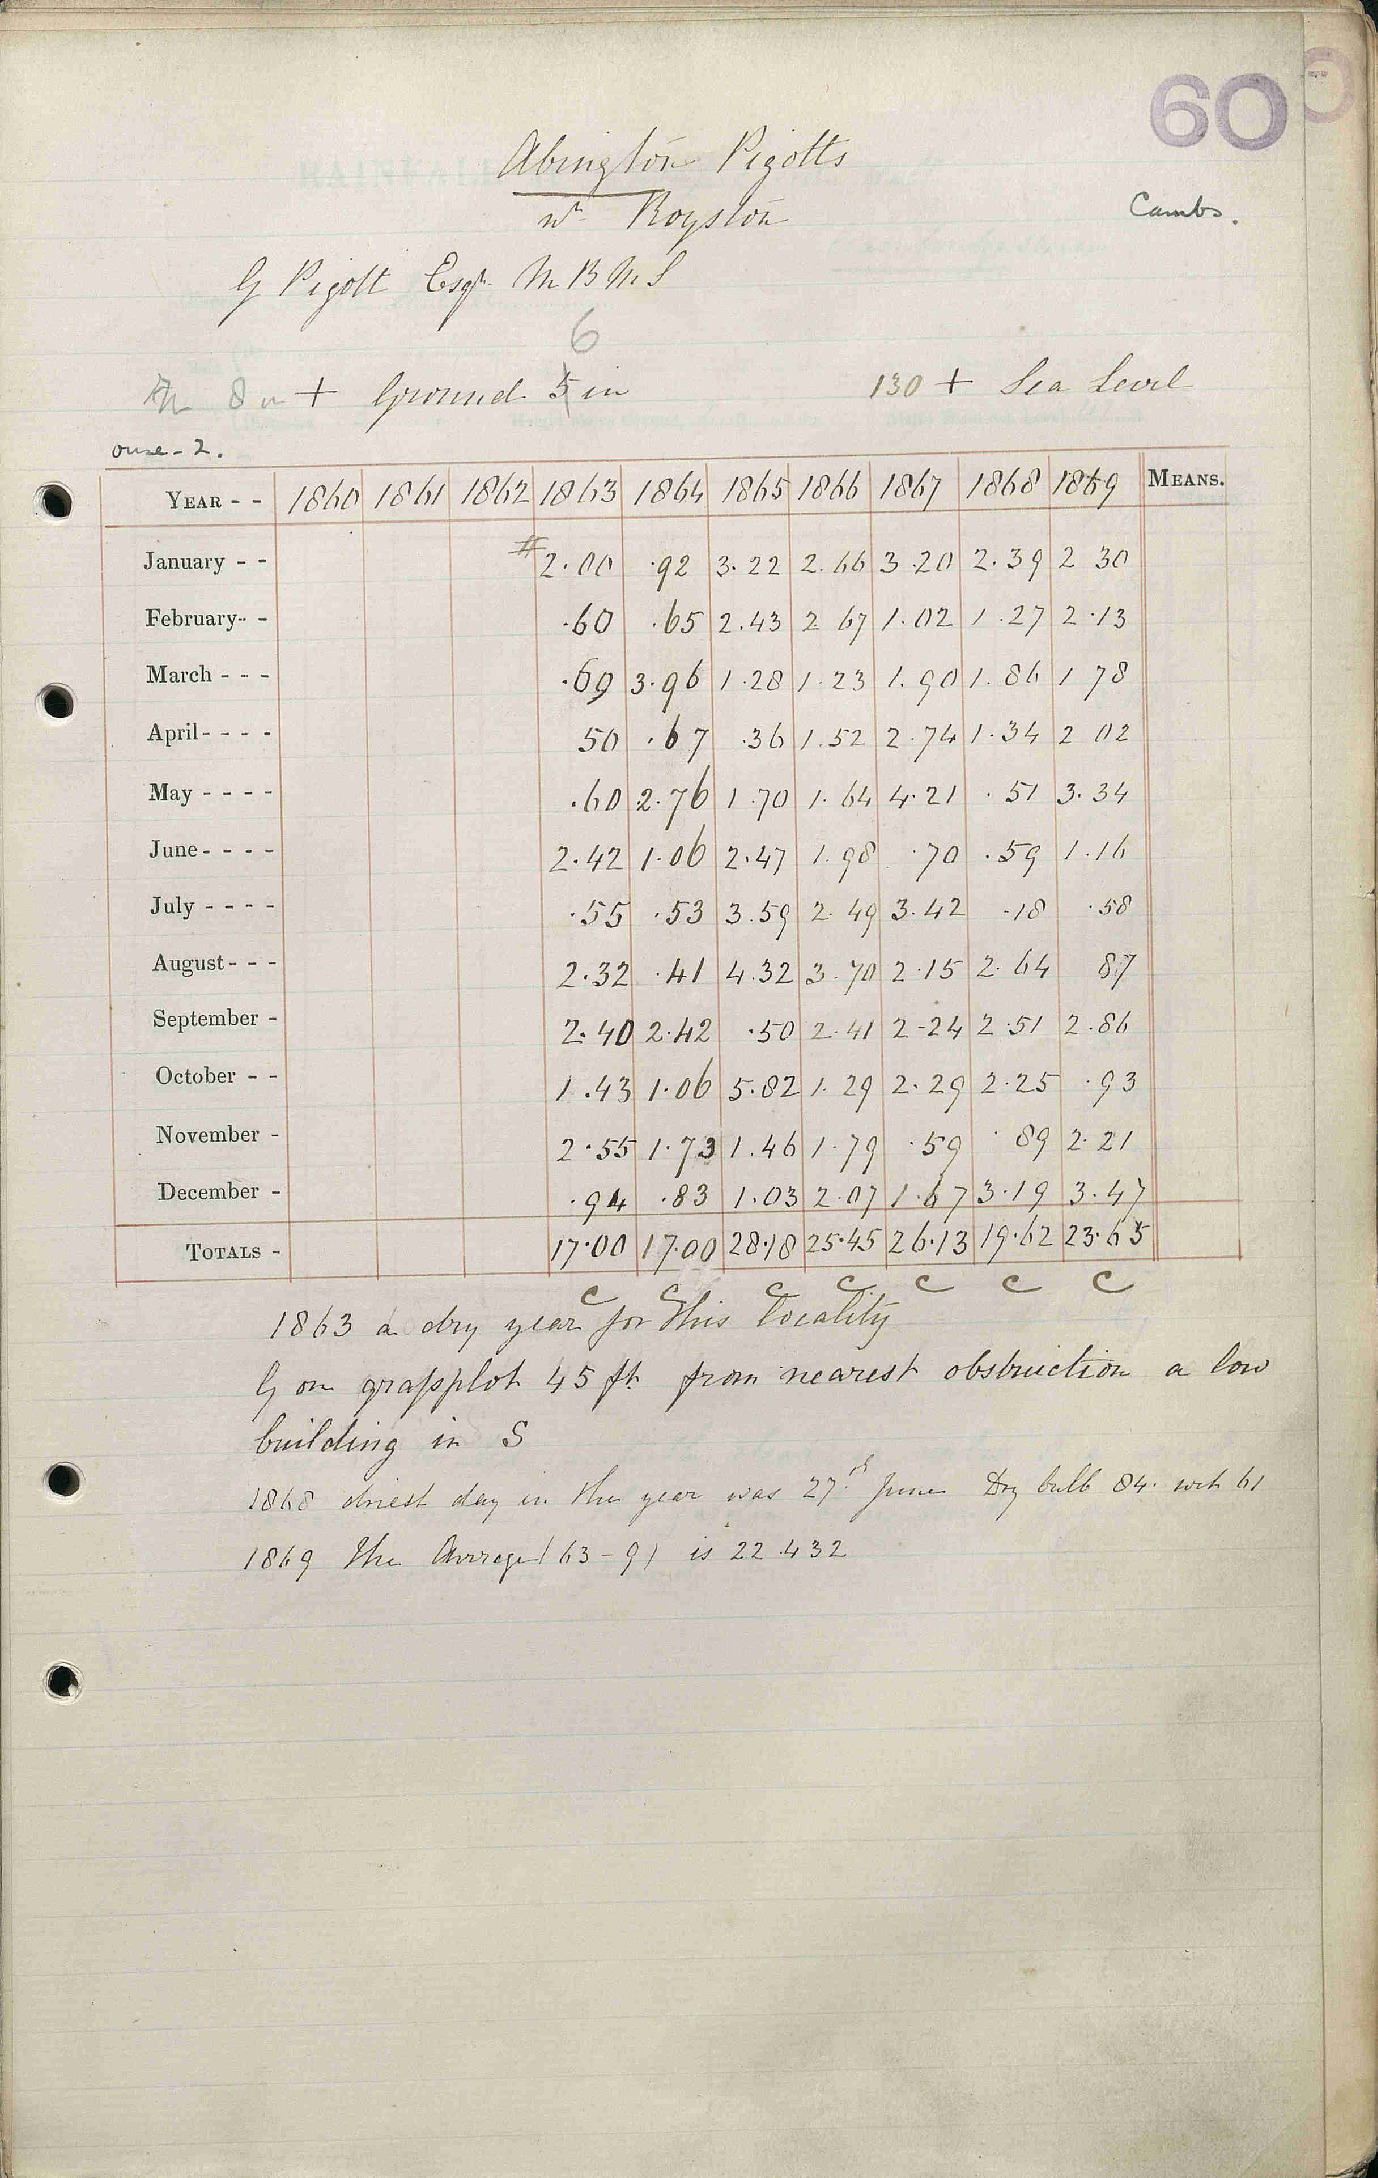 60
Abington Pigotts
nr Royston
Cambs.
G Pigott Esqr M B M S
6
8 in + Ground 5 in 130 + Sea Level
ouse - 2.
YEAR - - 1860 1861 1862 1863 1864 1865 1866 1867 1868 1869 MEANS.
January - - # 2.00 .92 3.22 2.66 3.20 2.39 2 30
February - - .60 .65 2.43 2 67 1.02 1.27 2.13
March - - - .69 3.96 1.28 1.23 1.90 1.86 1 78
April - - - - 50 .67 .36 1.52 2.74 1.34 2 02
May - - - - .60 2.76 1.70 1.64 4.21 .51 3.34
June - - - - 2.42 1.06 2.47 1.98 .70 .59 1.16
July - - - - .55 .53 3.59 2.49 3.42 .18 .58
August - - - 2.32 .41 4.32 3.70 2.15 2.64 87
September - 2.40 2.42 .50 2.41 2.24 2.51 2.86
October - - 1.43 1.06 5.82 1.29 2.29 2.25 .93
November - 2.55 1.73 1.46 1.79 .59 .89 2.21
December - .94 .83 1.03 2.07 1.67 3.19 3.47
TOTALS - 17.00 17.00 28.18 25.45 26.13 19.62 23.65
c c c c c c c
1863 a dry year for this locality
G on grassplot 45 ft from nearest obstruction a low
building in S
1868 driest day in the year was 27th June Dry bulb 84. wet 61
1869 the Average (63-9) is 22.432